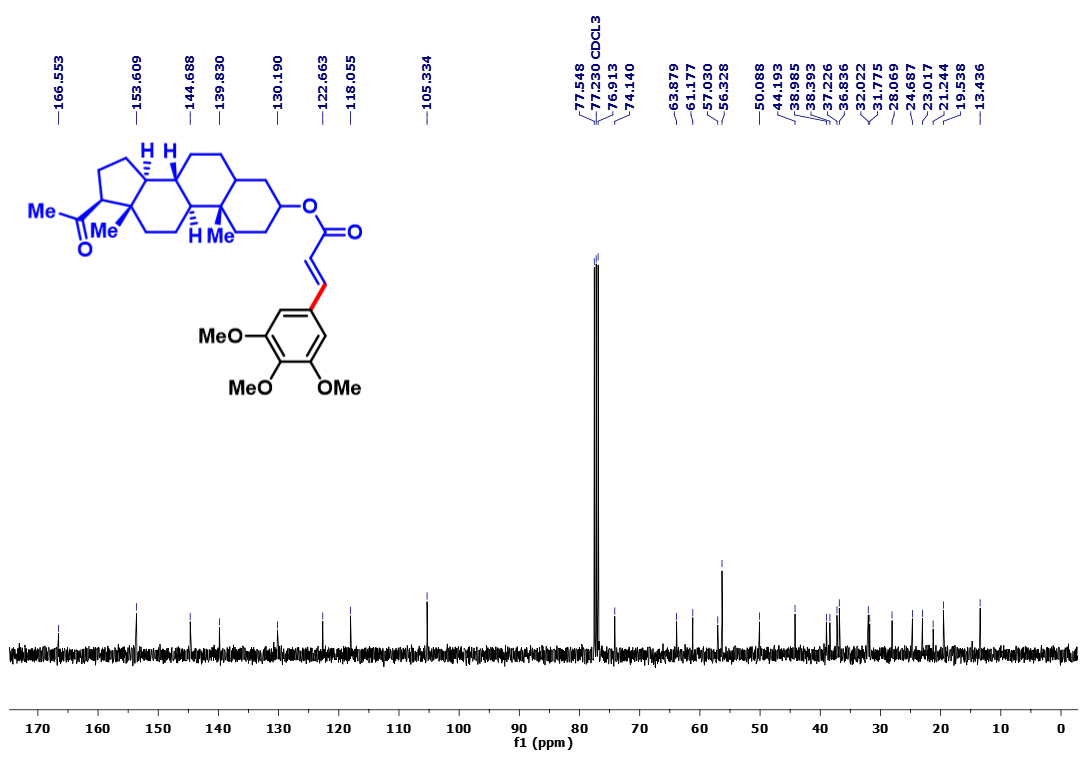 166.553
153.609
144.688
139.830
130.190
122.663
118.055
105.334
77.548
77.230 CDCL3
76.913
74.140
63.879
61.177
57.030
56.328
50.088
44.193
38.985
38.393
37.226
36.836
32.022
31.775
28.069
24.687
23.017
21.244
19.538
13.436
H H
Me
Me
O
H Me
O
O
MeO
MeO
OMe
170 160 150 140 130 120 110 100 90 80 70 60 50 40 30 20 10 0
f1 (ppm)